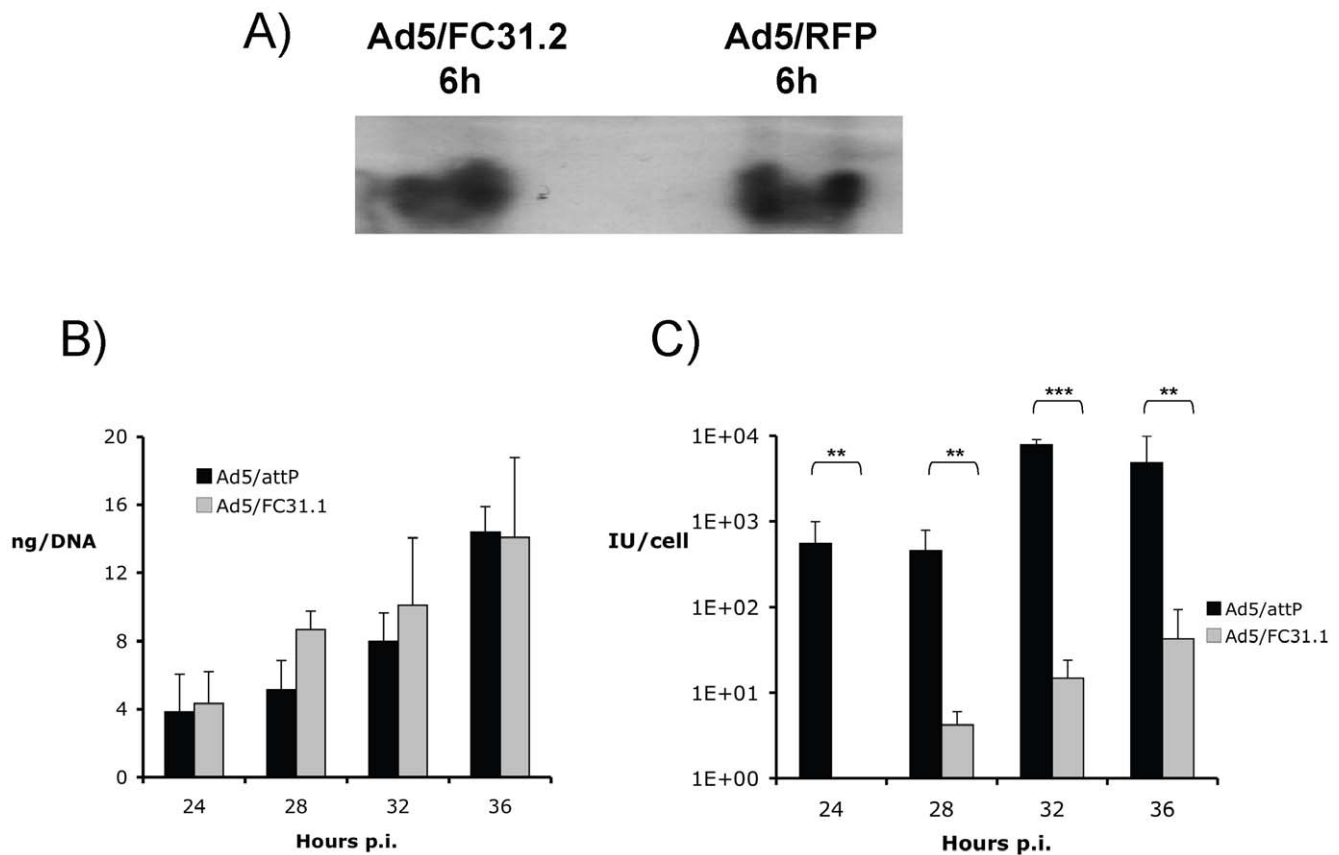 A)
Ad5/FC31.2
6h
Ad5/RFP
6h
B)
20
16
12
8
4
0
ng/DNA
Ad5/attP
Ad5/FC31.1
24 28 32 36
Hours p.i.
C)
** ** *** **
1E+04
1E+03
1E+02
1E+01
1E+00
IU/cell
Ad5/attP
Ad5/FC31.1
24 28 32 36
Hours p.i.